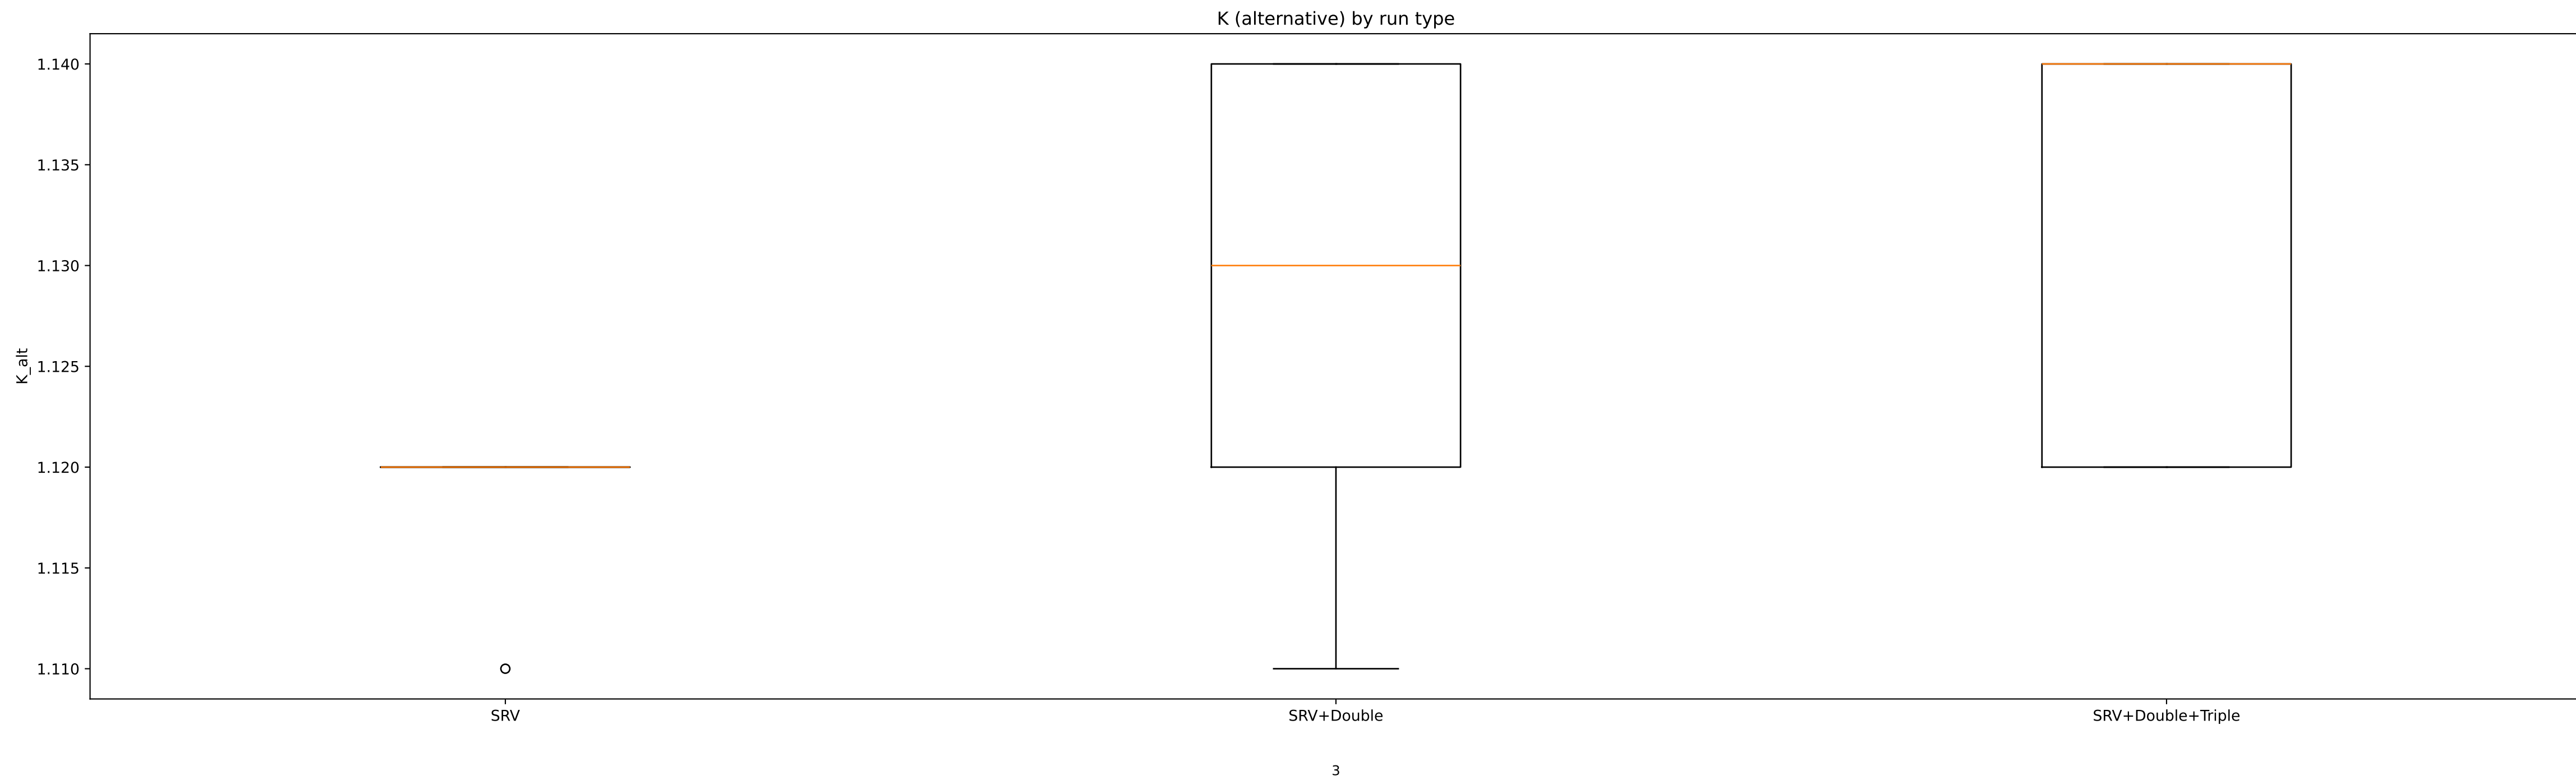 K (alternative) by run type
K_alt
1.140
1.135
1.130
1.125
1.120
1.115
1.110
SRV
SRV+Double
SRV+Double+Triple
3